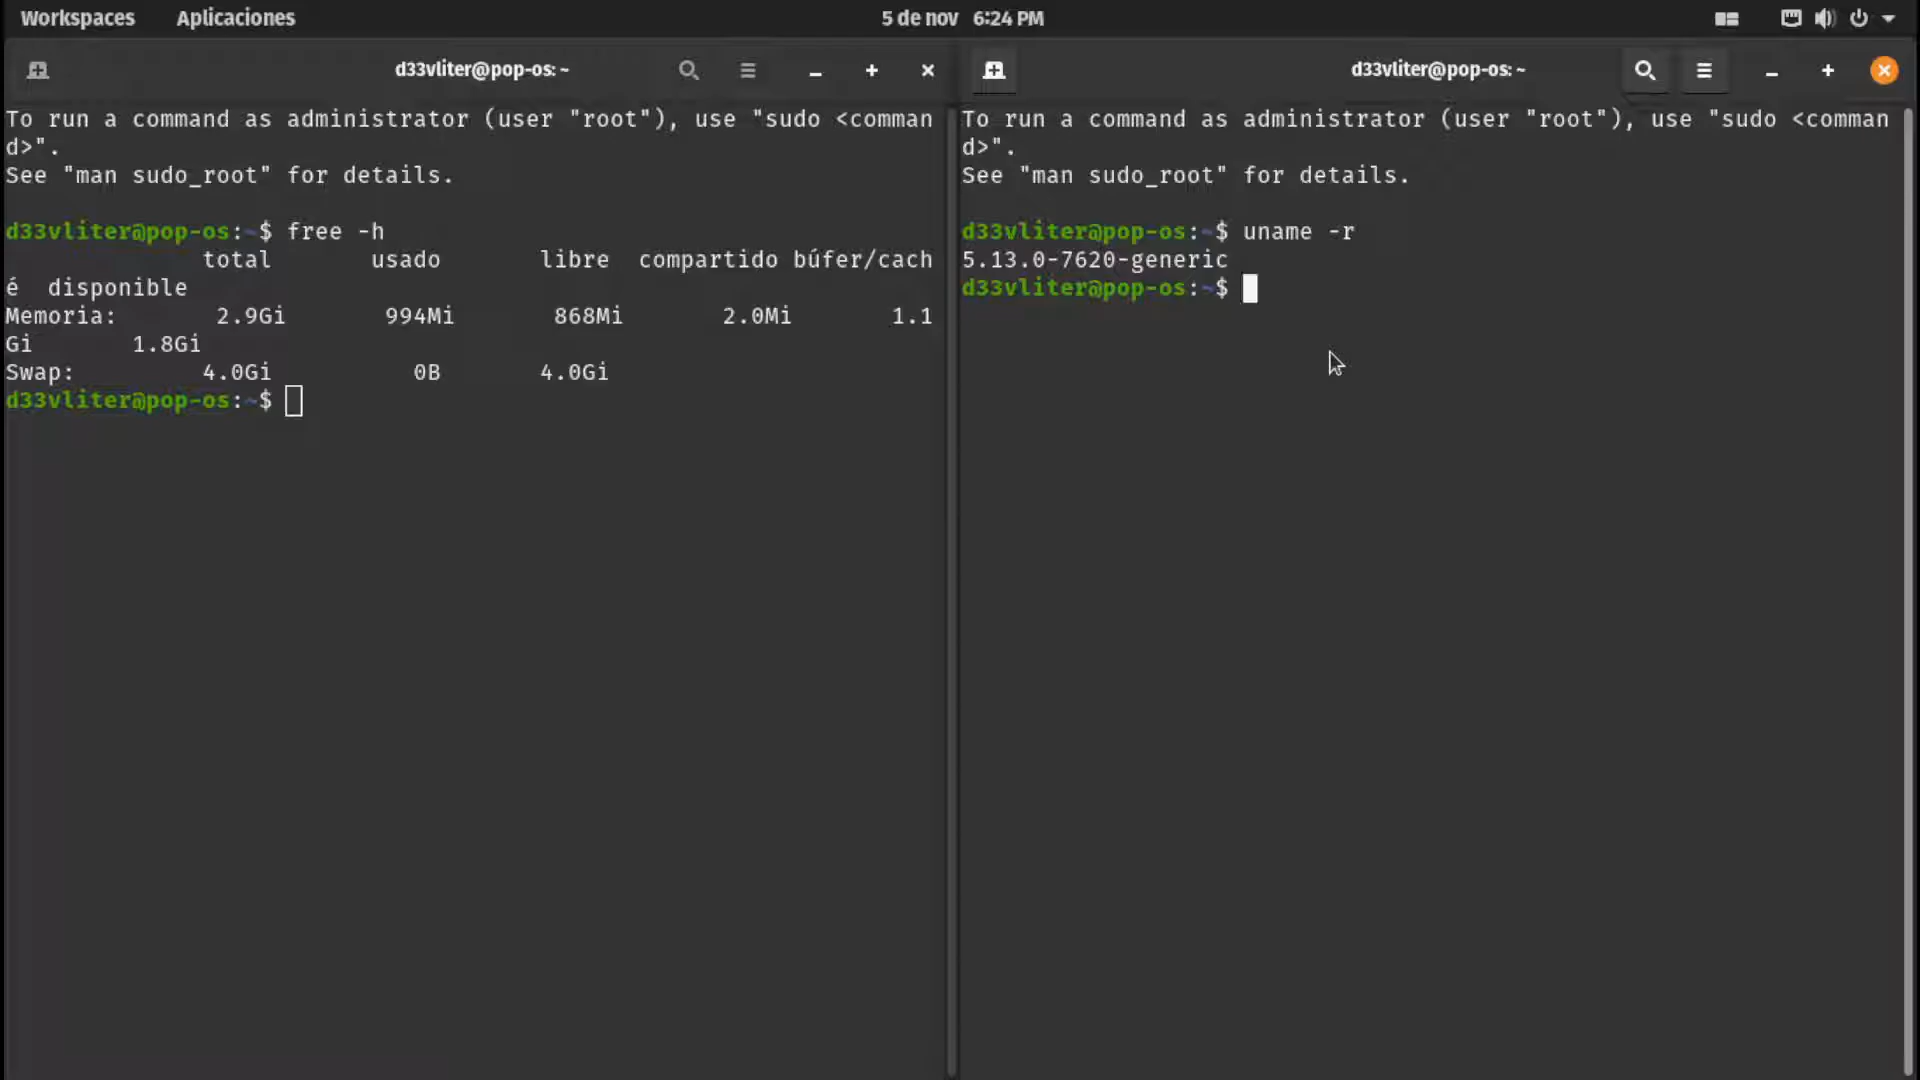 Workspaces Aplicaciones 5 de nov 6:24 PM
d33vliter@pop-os: ~
To run a command as administrator (user "root"), use "sudo <comman
d>".
See "man sudo_root" for details.
d33vliter@pop-os:~$ free -h
total usado libre compartido búfer/cach
é disponible
Memoria: 2.9Gi 994Mi 868Mi 2.0Mi 1.1
Gi 1.8Gi
Swap: 4.0Gi 0B 4.0Gi
d33vliter@pop-os:~$
d33vliter@pop-os: ~
To run a command as administrator (user "root"), use "sudo <comman
d>".
See "man sudo_root" for details.
d33vliter@pop-os:~$ uname -r
5.13.0-7620-generic
d33vliter@pop-os:~$